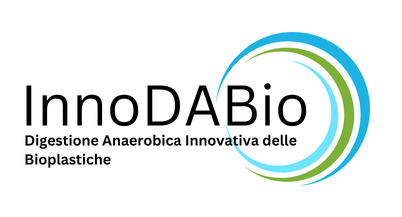 InnoDABio
Digestione Anaerobica Innovativa delle
Bioplastiche